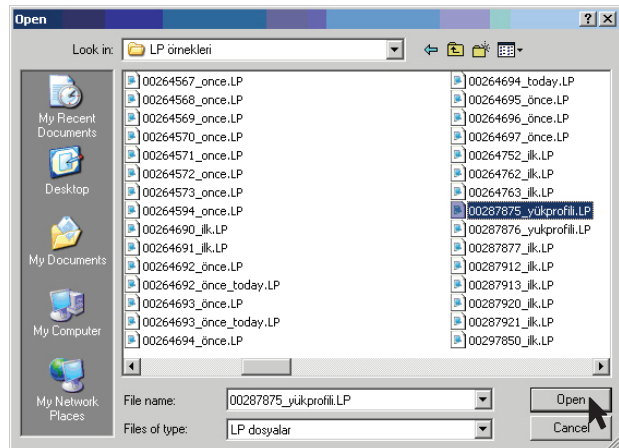 Open
Look in: LP örnekleri
My Recent Documents
Desktop
My Documents
My Computer
My Network Places
00264567_once.LP
00264568_once.LP
00264569_once.LP
00264570_once.LP
00264571_once.LP
00264572_once.LP
00264573_once.LP
00264594_once.LP
00264690_ilk.LP
00264691_ilk.LP
00264692_önce.LP
00264692_önce_today.LP
00264693_önce.LP
00264693_önce_today.LP
00264694_önce.LP
00264694_today.LP
00264695_önce.LP
00264696_önce.LP
00264697_önce.LP
00264752_ilk.LP
00264762_ilk.LP
00264763_ilk.LP
00287875_yükprofili.LP
00287876_yukprofili.LP
00287877_ilk.LP
00287912_ilk.LP
00287913_ilk.LP
00287920_ilk.LP
00287921_ilk.LP
00297850_ilk.LP
File name: 00287875_yükprofili.LP Open
Files of type: LP dosyalar Cancel